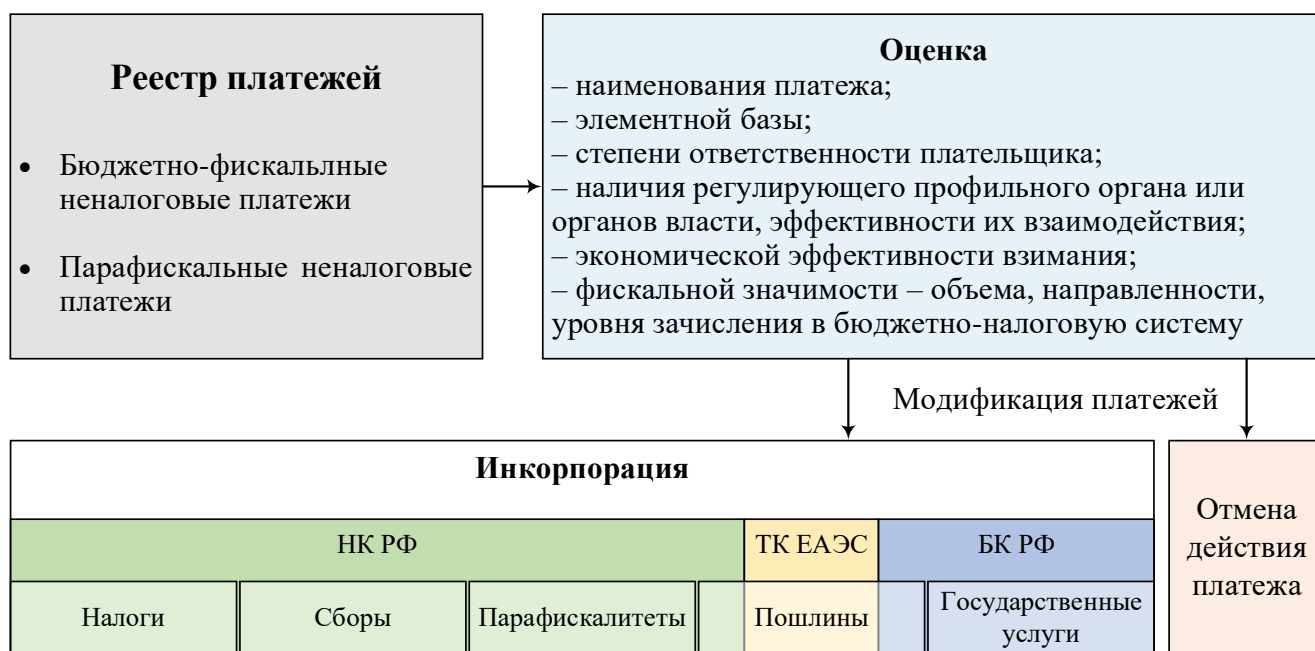 Реестр платежей
• Бюджетно-фискальлные
неналоговые платежи
• Парафискальные неналоговые
платежи
Оценка
– наименования платежа;
– элементной базы;
– степени ответственности плательщика;
– наличия регулирующего профильного органа или
органов власти, эффективности их взаимодействия;
– экономической эффективности взимания;
– фискальной значимости – объема, направленности,
уровня зачисления в бюджетно-налоговую систему
Модификация платежей
Инкорпорация
НК РФ
ТК ЕАЭС
БК РФ
Налоги
Сборы
Парафискалитеты
Пошлины
Государственные
услуги
Отмена
действия
платежа